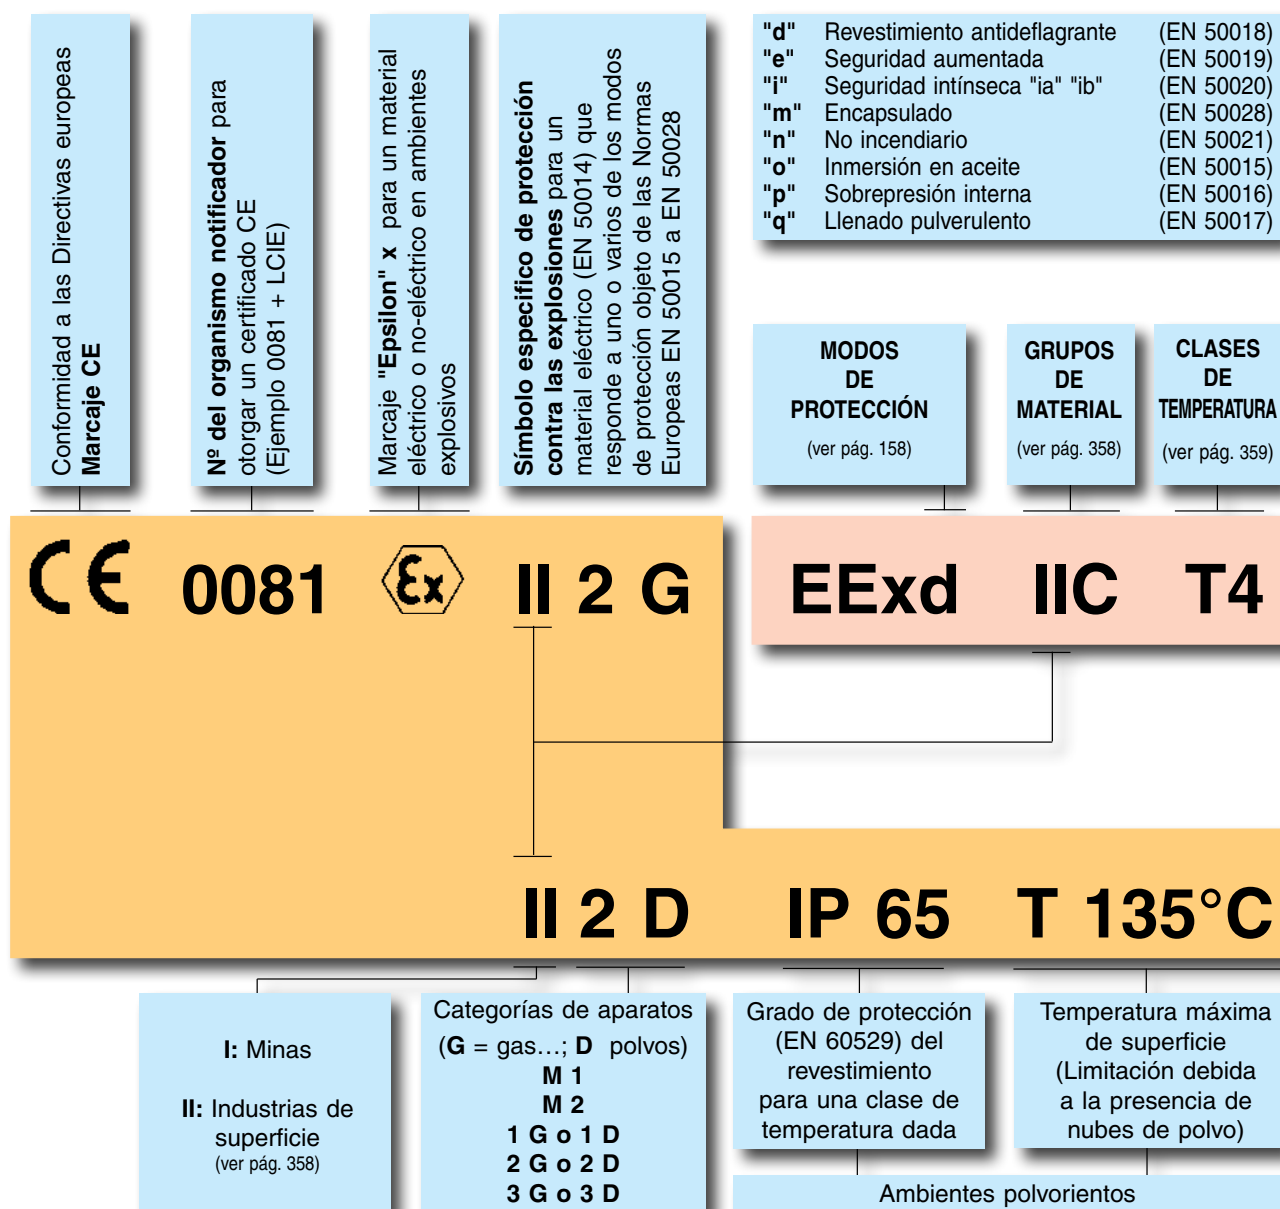 Conformidad a las Directivas europeas
Marcaje CE
Nº del organismo notificador para
otorgar un certificado CE
(Ejemplo 0081 + LCIE)
Marcaje "Epsilon" x para un material
eléctrico o no-eléctrico en ambientes
explosivos
Símbolo especifico de protección
contra las explosiones para un
material eléctrico (EN 50014) que
responde a uno o varios de los modos
de protección objeto de las Normas
Europeas EN 50015 a EN 50028
"d" Revestimiento antideflagrante (EN 50018)
"e" Seguridad aumentada (EN 50019)
"i" Seguridad intínseca "ia" "ib" (EN 50020)
"m" Encapsulado (EN 50028)
"n" No incendiario (EN 50021)
"o" Inmersión en aceite (EN 50015)
"p" Sobrepresión interna (EN 50016)
"q" Llenado pulverulento (EN 50017)
MODOS
DE
PROTECCIÓN
(ver pág. 158)
GRUPOS
DE
MATERIAL
(ver pág. 358)
CLASES
DE
TEMPERATURA
(ver pág. 359)
CE 0081 Ex II 2 G EExd IIC T4
II 2 D IP 65 T 135°C
I: Minas
II: Industrias de
superficie
(ver pág. 358)
Categorías de aparatos
(G = gas...; D polvos)
M 1
M 2
1 G o 1 D
2 G o 2 D
3 G o 3 D
Grado de protección
(EN 60529) del
revestimiento
para una clase de
temperatura dada
Temperatura máxima
de superficie
(Limitación debida
a la presencia de
nubes de polvo)
Ambientes polvorientos